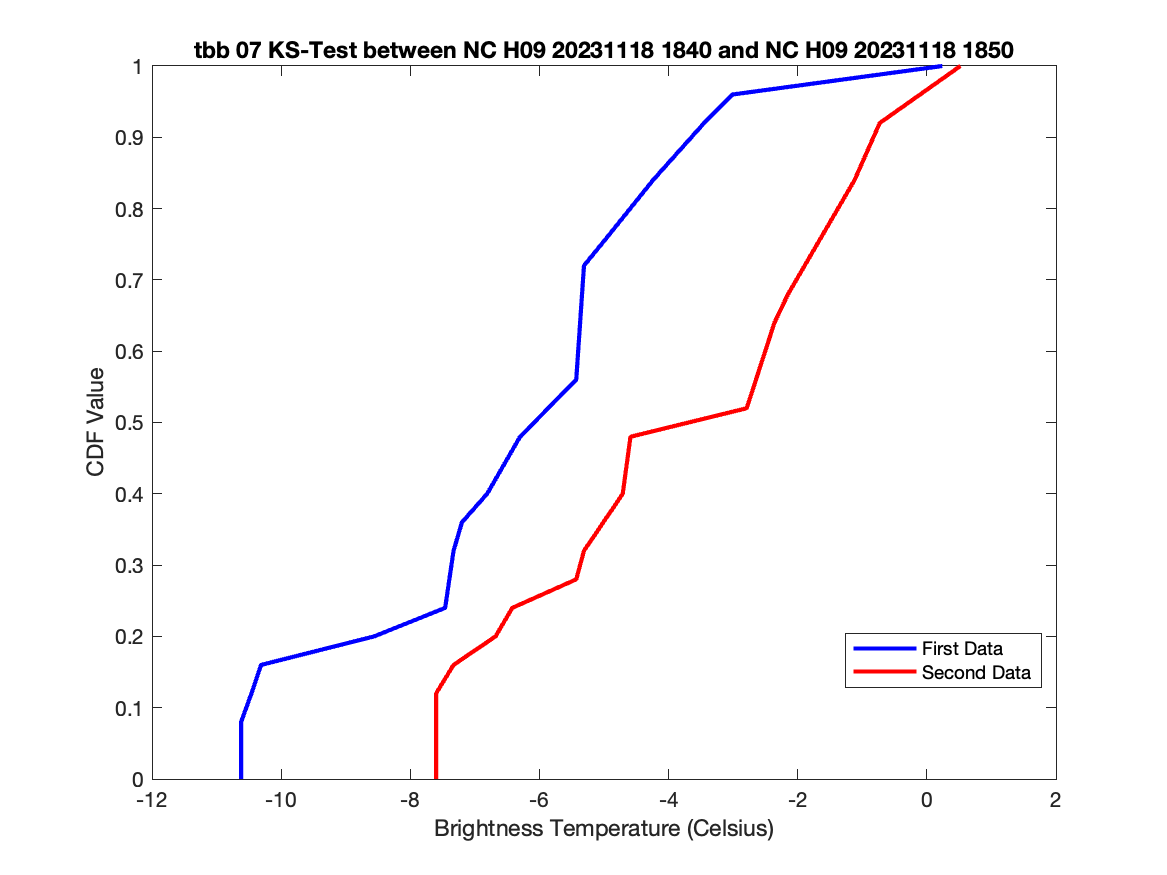 tbb 07 KS-Test between NC H09 20231118 1840 and NC H09 20231118 1850
1
0.9
0.8
0.7
0.6
0.5
0.4
0.3
0.2
0.1
0
CDF Value
First Data
Second Data
-12 -10 -8 -6 -4 -2 0 2
Brightness Temperature (Celsius)